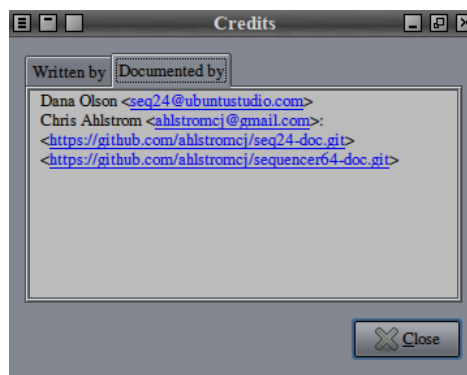 Credits
Written by Documented by
Dana Olson <seq24@ubuntustudio.com>
Chris Ahlstrom <ahlstromcj@gmail.com>:
<https://github.com/ahlstromcj/seq24-doc.git>
<https://github.com/ahlstromcj/sequencer64-doc.git>
Close